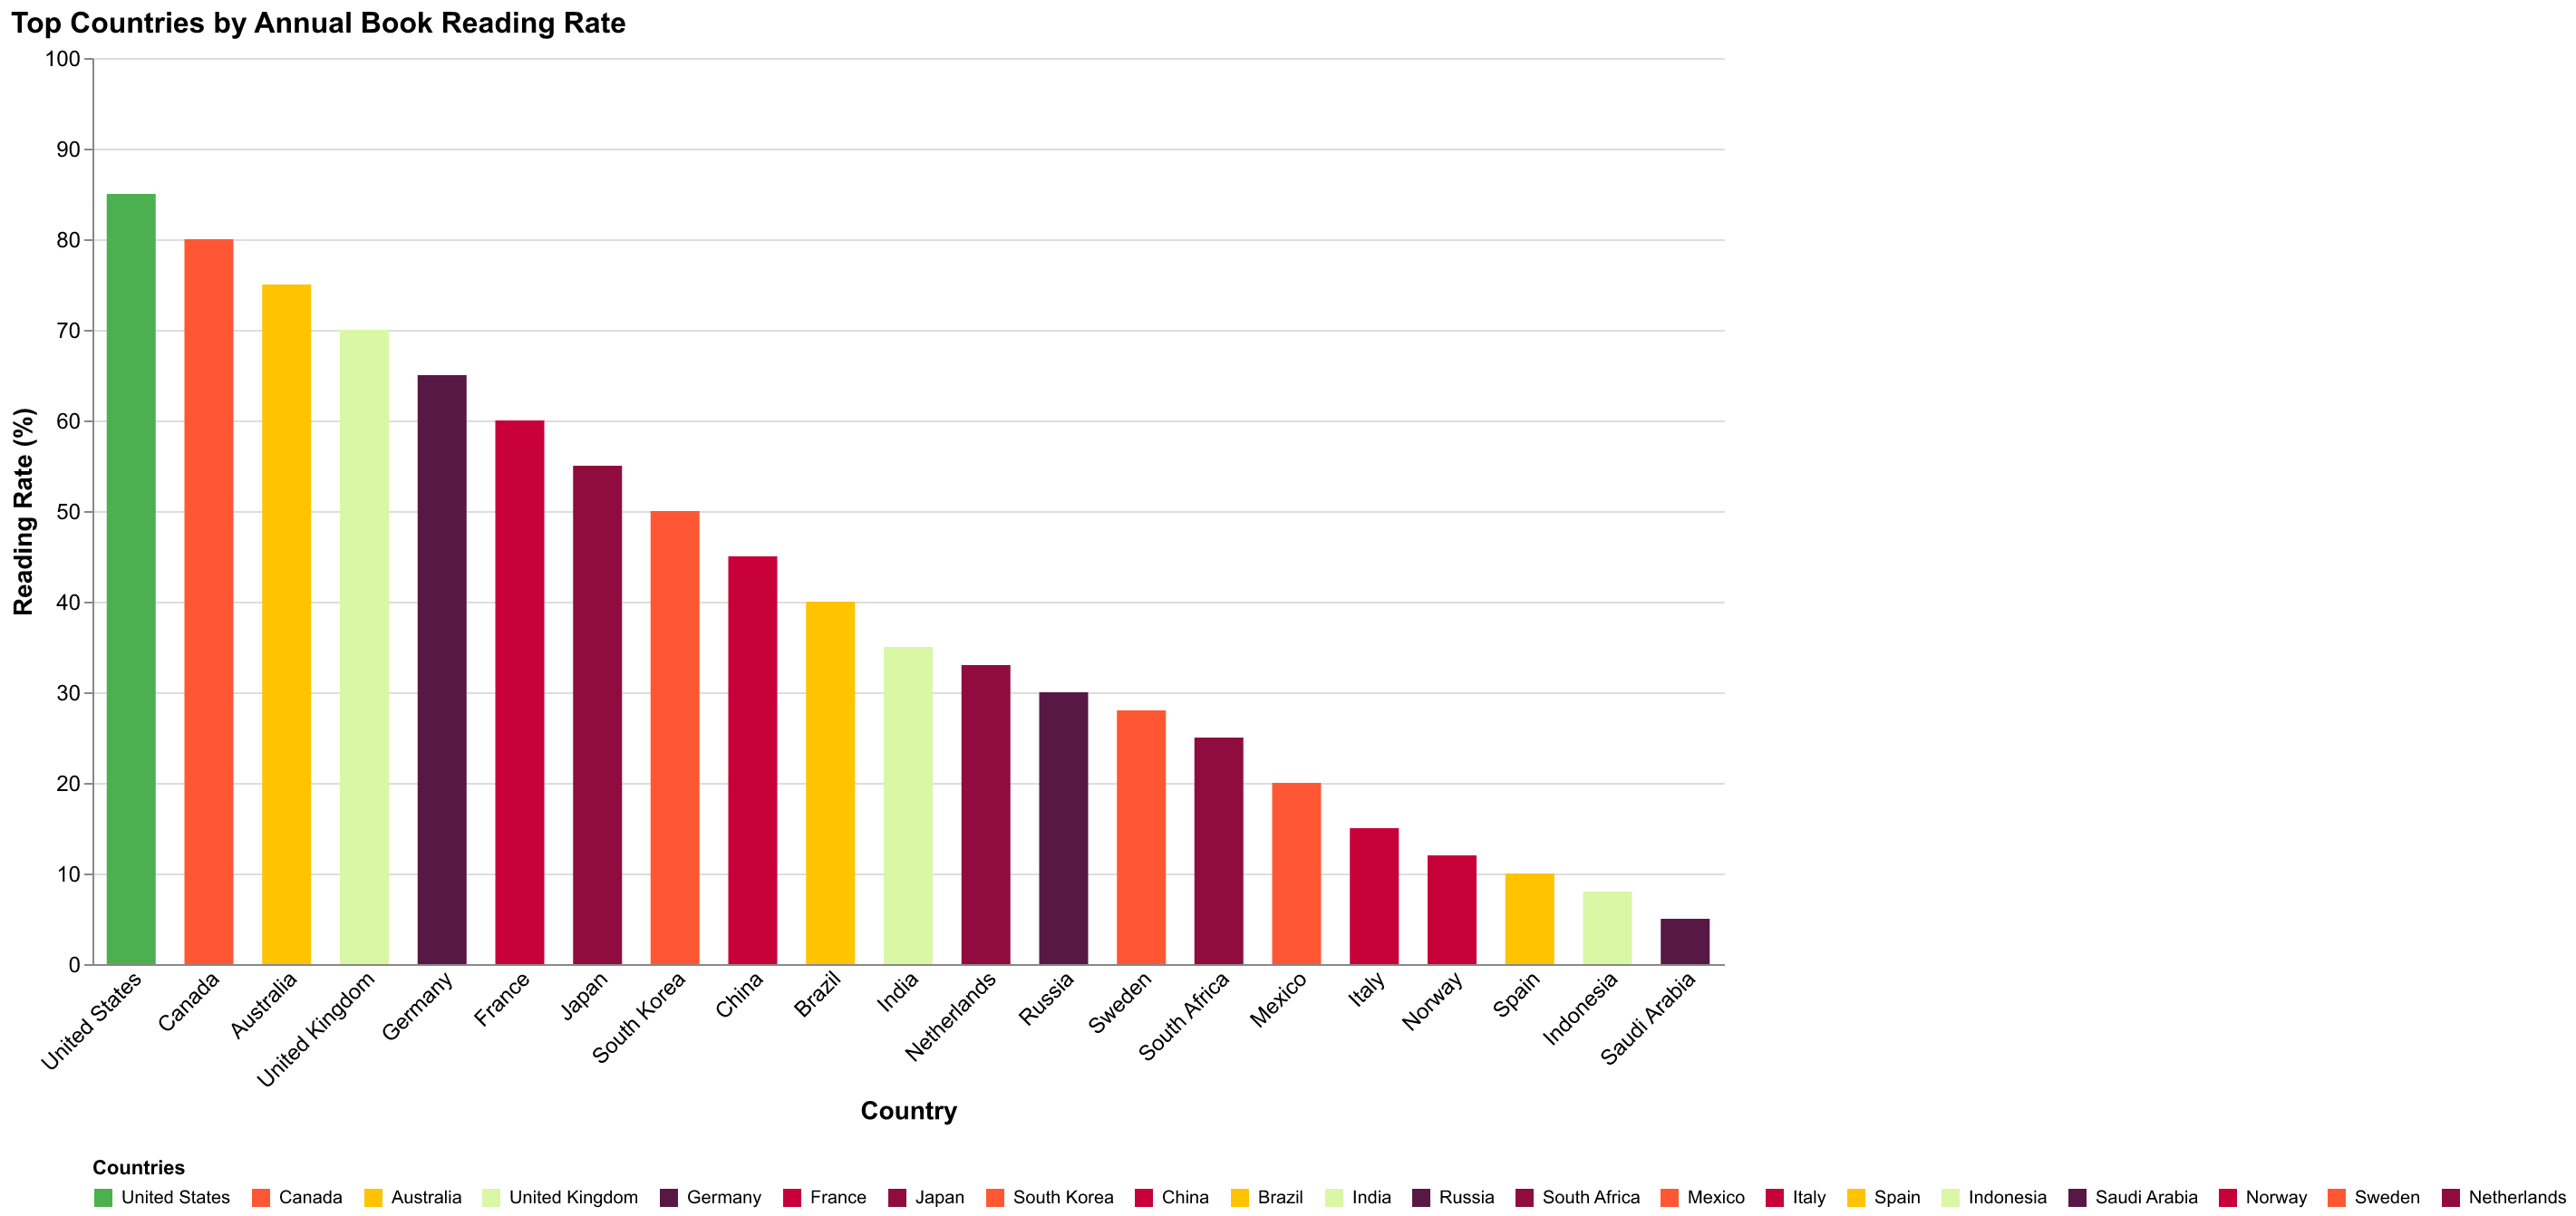 Top Countries by Annual Book Reading Rate
100
90
80
70
60
50
40
30
20
10
0
Reading Rate (%)
United States
Canada
Australia
United Kingdom
Germany
France
Japan
South Korea
China
Brazil
India
Netherlands
Russia
Sweden
South Africa
Mexico
Italy
Norway
Spain
Indonesia
Saudi Arabia
Country
Countries
United States Canada Australia United Kingdom Germany France Japan South Korea China Brazil India Russia South Africa Mexico Italy Spain Indonesia Saudi Arabia Norway Sweden Netherlands